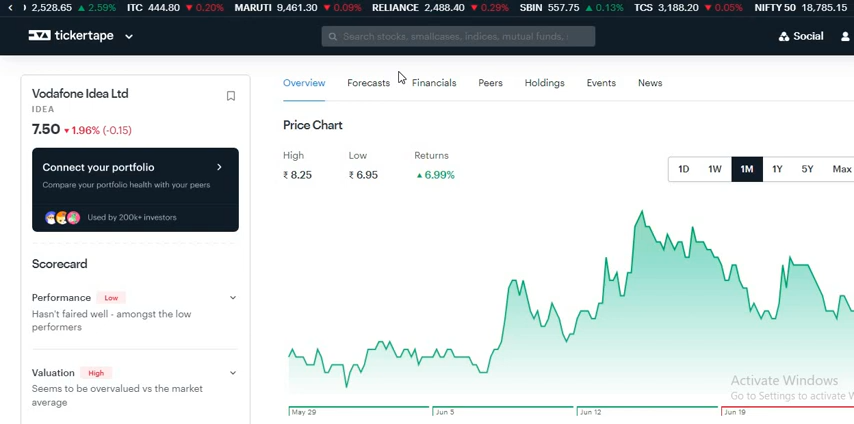 2,528.65 ▲ 2.59% ITC 444.80 ▼ 0.20% MARUTI 9,461.30 ▼ 0.09% RELIANCE 2,488.40 ▼ 0.29% SBIN 557.75 ▲ 0.13% TCS 3,188.20 ▼ 0.05% NIFTY 50 18,785.15
tickertape
Search stocks, smallcases, indices, mutual funds,
Social
Vodafone Idea Ltd
IDEA
7.50 ▼ 1.96% (-0.15)
Connect your portfolio
Compare your portfolio health with your peers
Used by 200k+ investors
Scorecard
Performance Low
Hasn't faired well - amongst the low
performers
Valuation High
Seems to be overvalued vs the market
average
Overview Forecasts Financials Peers Holdings Events News
Price Chart
High Low Returns
₹ 8.25 ₹ 6.95 ▲ 6.99%
1D 1W 1M 1Y 5Y Max
May 29 Jun 5 Jun 12 Jun 19
Activate Windows
Go to Settings to activate W